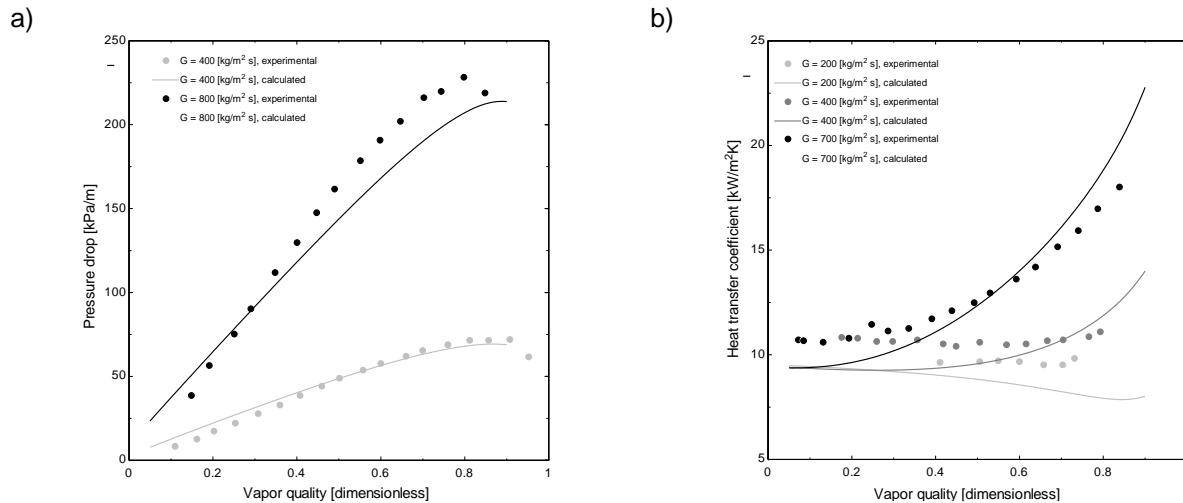 a)
250
200
150
100
50
0
Pressure drop [kPa/m]
G = 400 [kg/m² s], experimental
G = 400 [kg/m² s], calculated
G = 800 [kg/m² s], experimental
G = 800 [kg/m² s], calculated
0 0.2 0.4 0.6 0.8 1
Vapor quality [dimensionless]
b)
25
20
15
10
5
Heat transfer coefficient [kW/m²K]
G = 200 [kg/m² s], experimental
G = 200 [kg/m² s], calculated
G = 400 [kg/m² s], experimental
G = 400 [kg/m² s], calculated
G = 700 [kg/m² s], experimental
G = 700 [kg/m² s], calculated
0 0.2 0.4 0.6 0.8
Vapor quality [dimensionless]